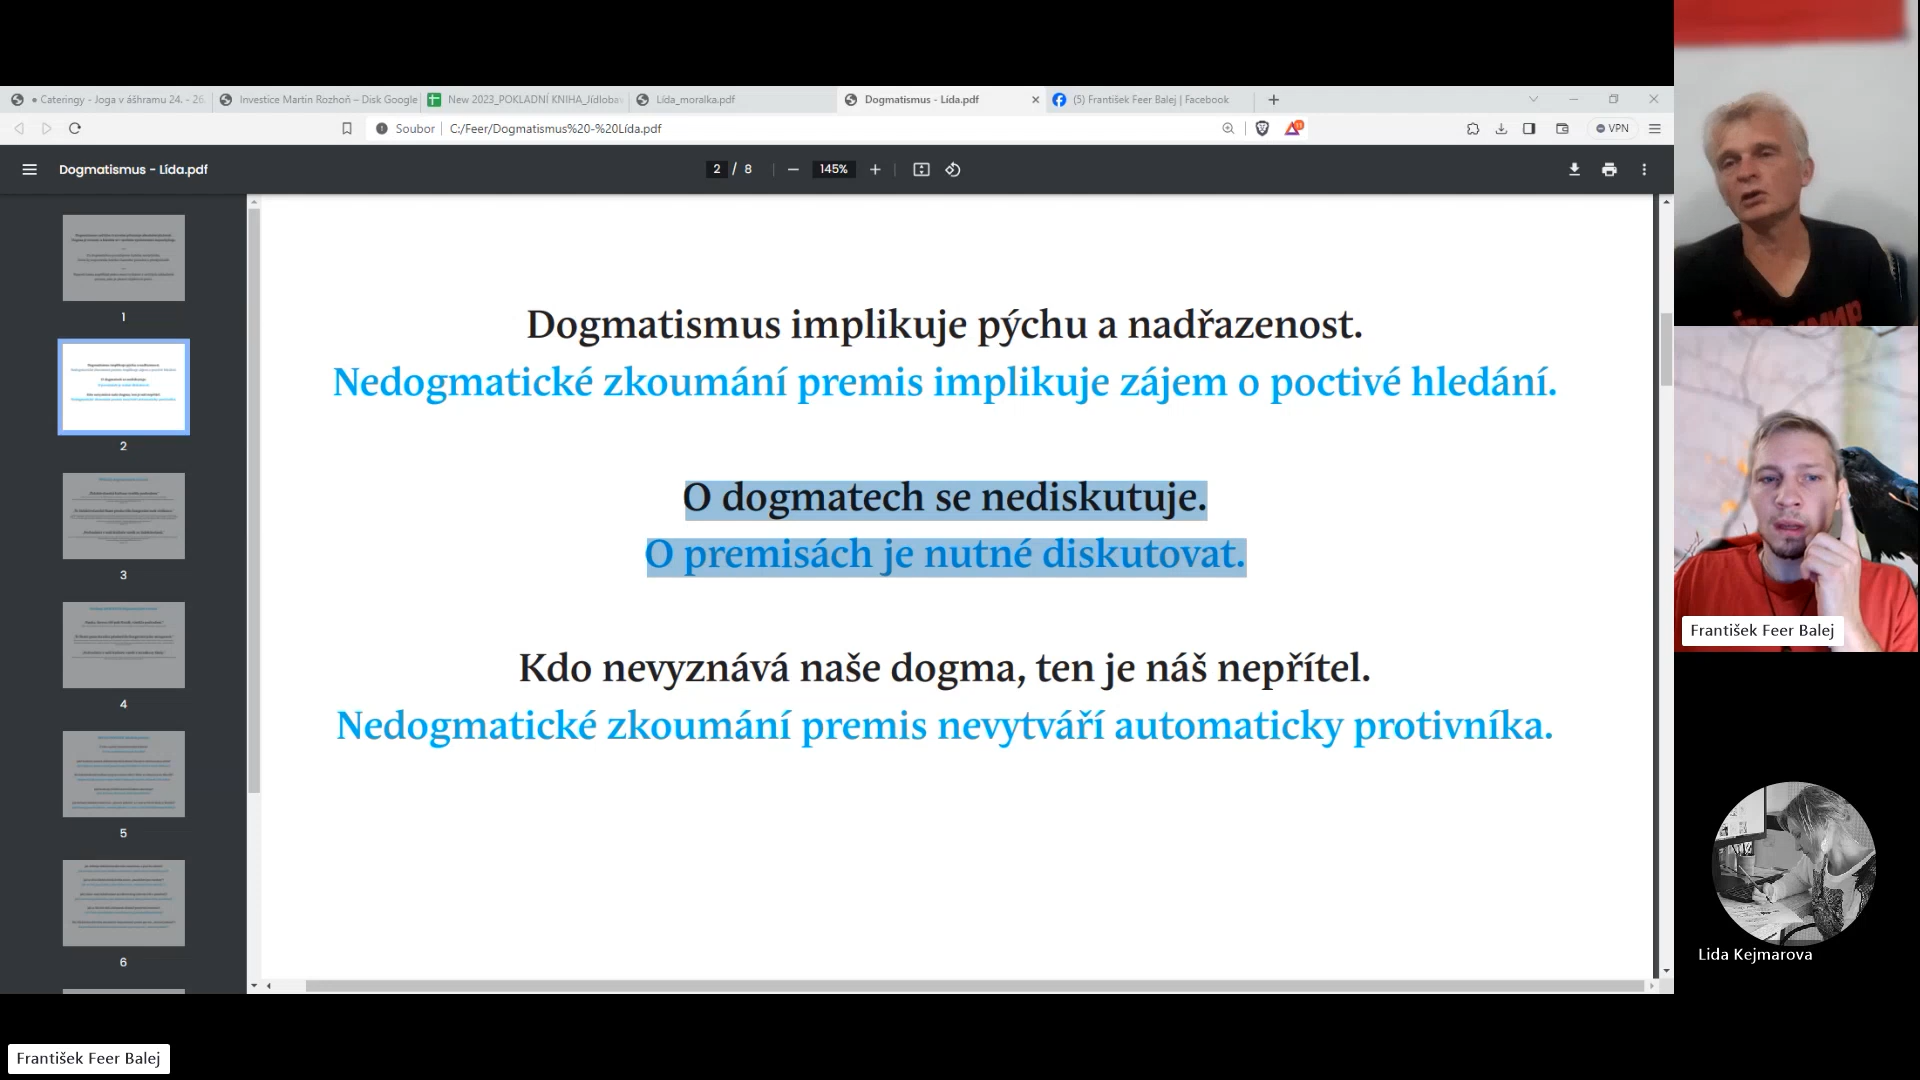 • Cateringy - Joga v ášhramu 24. - 26.
Investice Martin Rozhoň – Disk Google
New 2023_POKLADNÍ KNIHA_Jídlobav
Lída_moralka.pdf
Dogmatismus - Lída.pdf
(5) František Feer Balej | Facebook
Soubor
C:/Feer/Dogmatismus%20-%20Lída.pdf
VPN
Dogmatismus - Lída.pdf
2 / 8
145%
1
2
3
4
5
6
Dogmatismus implikuje pýchu a nadřazenost.
Nedogmatické zkoumání premis implikuje zájem o poctivé hledání.
O dogmatech se nediskutuje.
O premisách je nutné diskutovat.
Kdo nevyznává naše dogma, ten je náš nepřítel.
Nedogmatické zkoumání premis nevytváří automaticky protivníka.
František Feer Balej
Lida Kejmarova
František Feer Balej